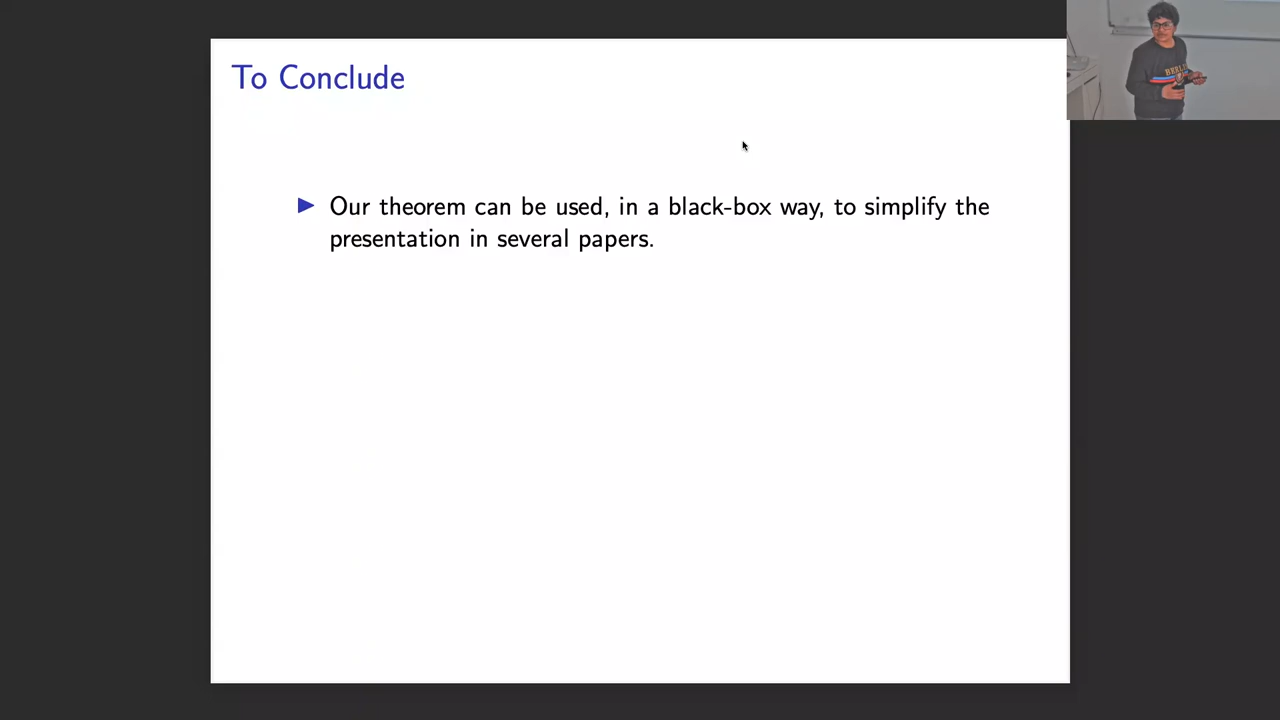 To Conclude
▶ Our theorem can be used, in a black-box way, to simplify the
presentation in several papers.